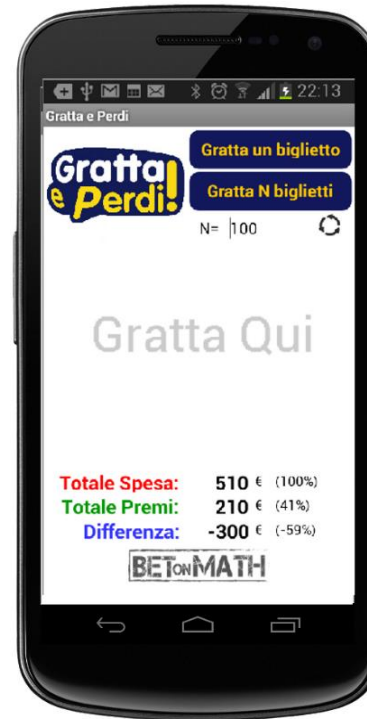 22:13
Gratta e Perdi
Gratta
e Perdi!
Gratta un biglietto
Gratta N biglietti
N= 100
Gratta Qui
Totale Spesa: 510 € (100%)
Totale Premi: 210 € (41%)
Differenza: -300 € (-59%)
BETONMATH